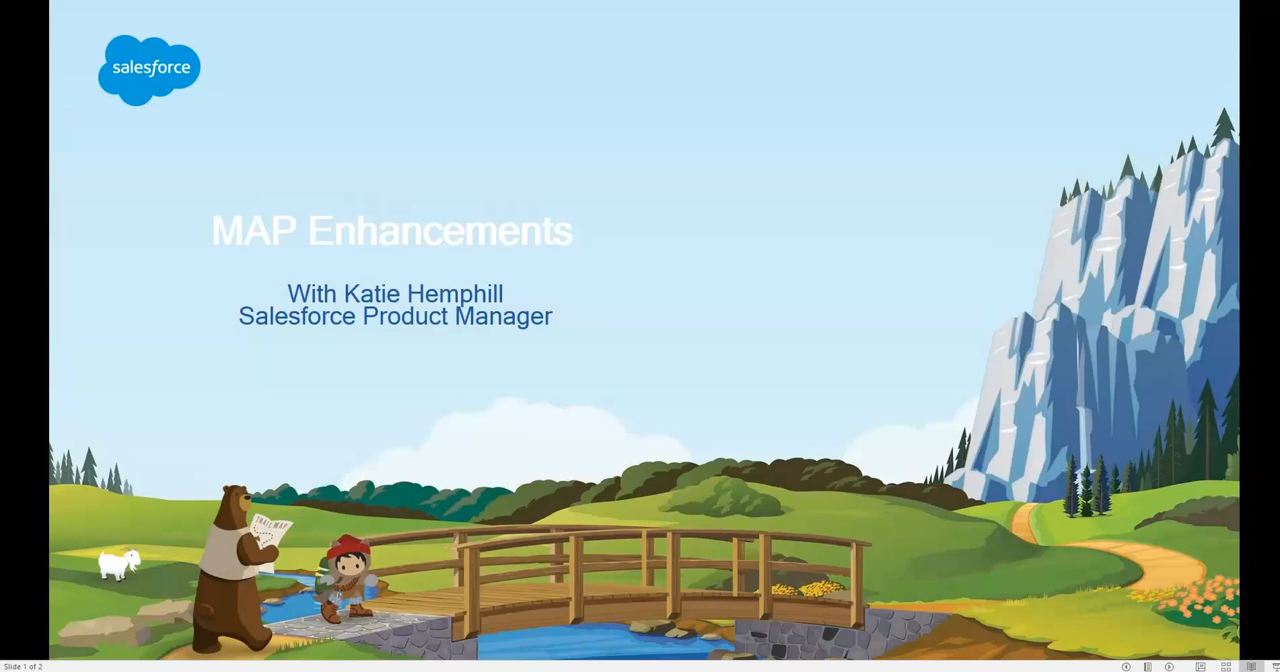 salesforce
MAP Enhancements
With Katie Hemphill
Salesforce Product Manager
TRAIL MAP
Slide 1 of 2